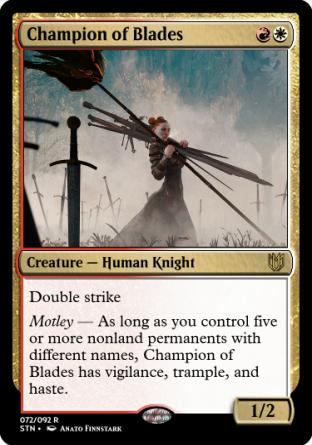 Champion of Blades
Creature — Human Knight
Double strike
Motley — As long as you control five
or more nonland permanents with
different names, Champion of
Blades has vigilance, trample, and
haste.
1/2
072/092 R
STN • Anato Finnstark